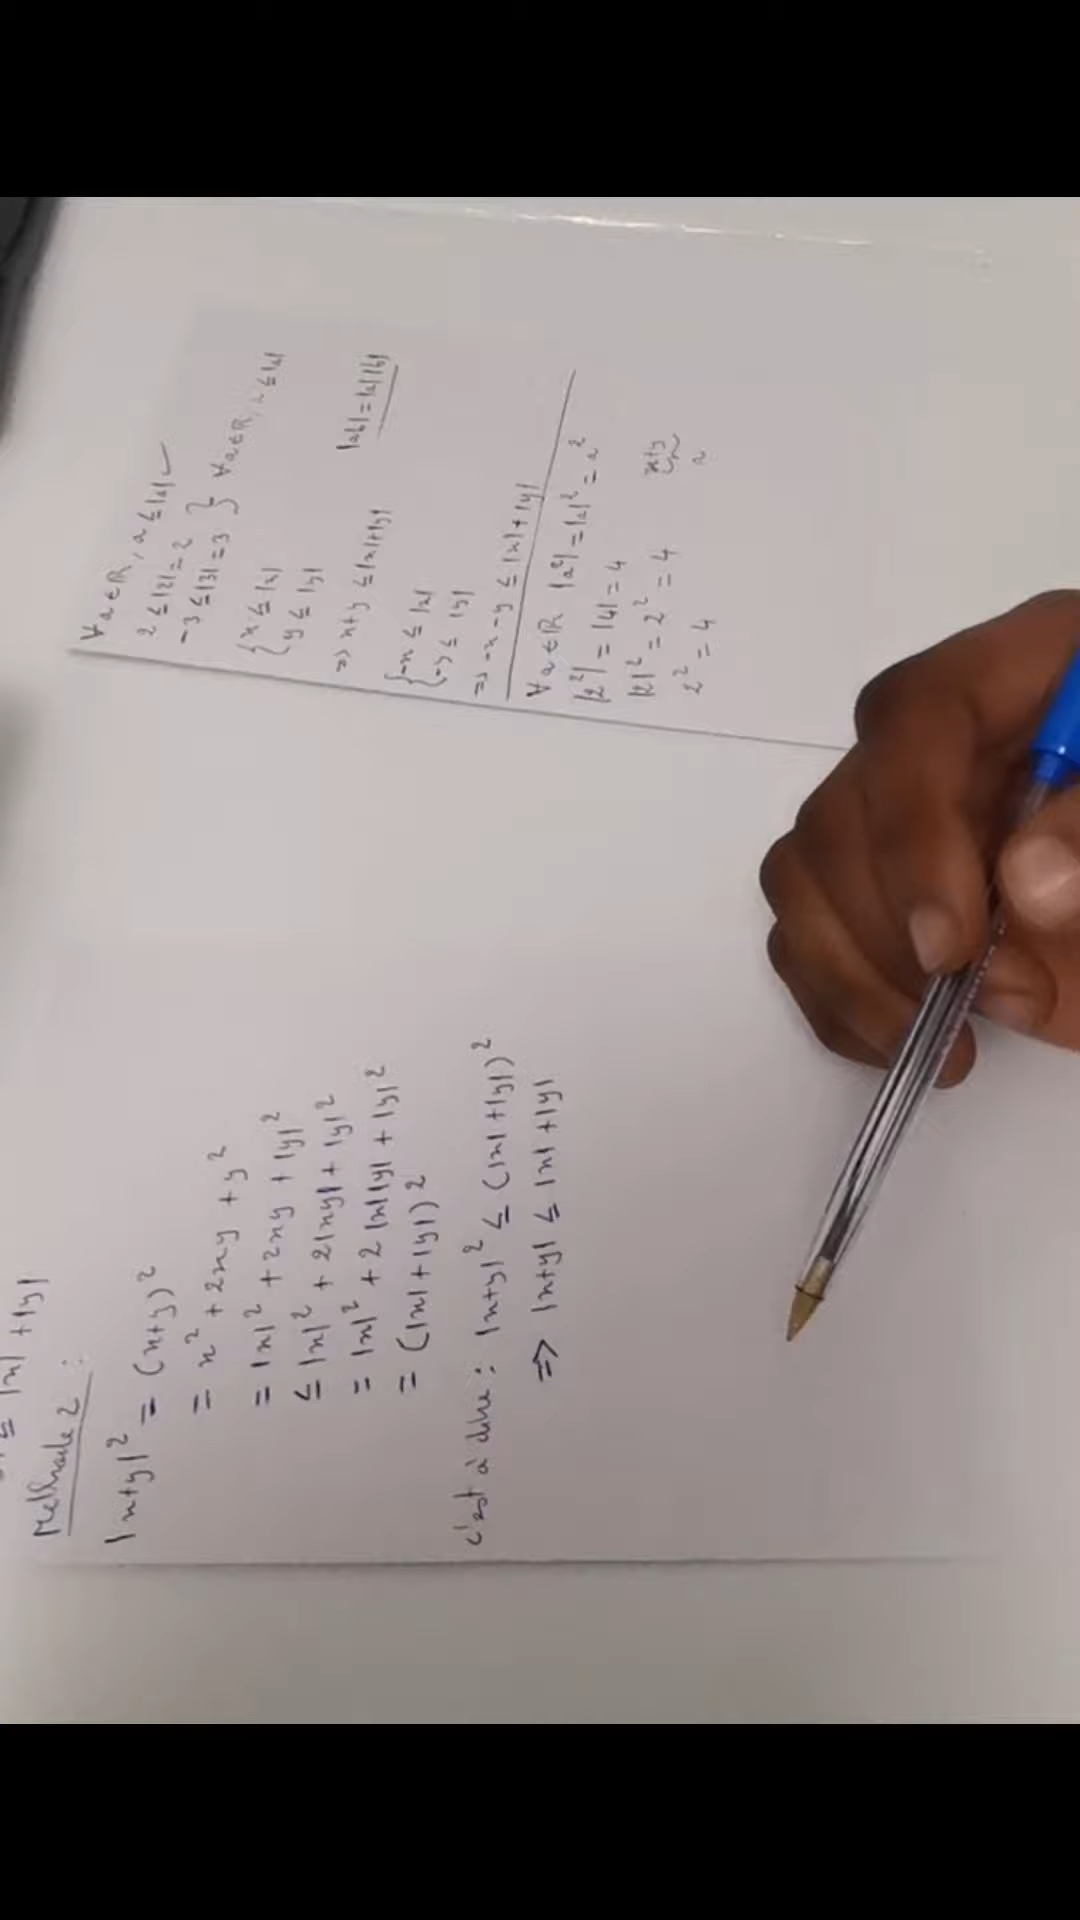 ≤ |x| + |y|
Methode 2 :
|x+y|² = (x+y)²
= x² + 2xy + y²
= |x|² + 2xy + |y|²
≤ |x|² + 2|xy| + |y|²
= |x|² + 2|x||y| + |y|²
= (|x| + |y|)²
c'est à dire : |x+y|² ≤ (|x| + |y|)²
=> |x+y| ≤ |x| + |y|
∀a∈ℝ, a ≤ |a|
2 ≤ |2| = 2
-3 ≤ |3| = 3 } ∀a∈ℝ, a ≤ |a|
{ x ≤ |x|
y ≤ |y|
=> x+y ≤ |x|+|y|
|ab| = |a||b|
{ -x ≤ |x|
-y ≤ |y|
=> -x - y ≤ |x| + |y|
∀a∈ℝ |a²| = |a|² = a²
|2²| = |4| = 4
|2|² = 2² = 4
2² = 4
x+y
a